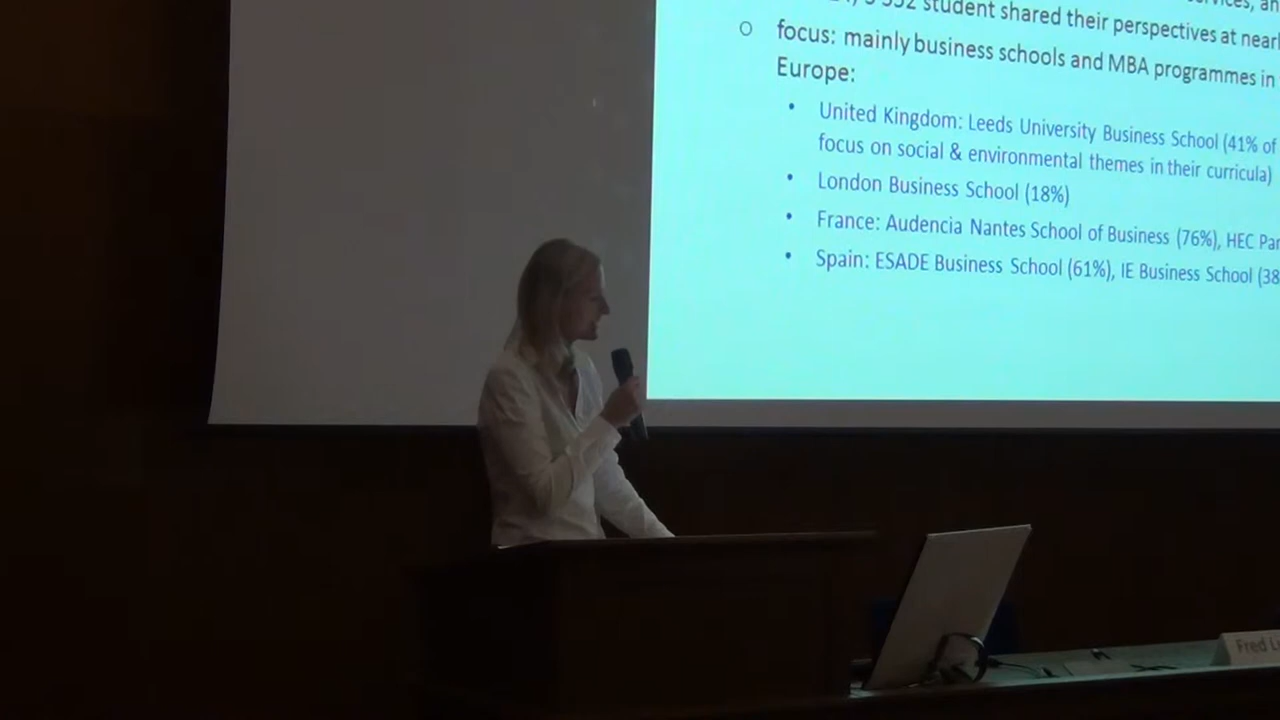 student shared their perspectives at
o focus: mainly business schools and MBA programmes in
Europe:
• United Kingdom: Leeds University Business School (41% of
focus on social & environmental themes in their curricula)
• London Business School (18%)
• France: Audencia Nantes School of Business (76%), HEC
• Spain: ESADE Business School (61%), IE Business School (38
Fred